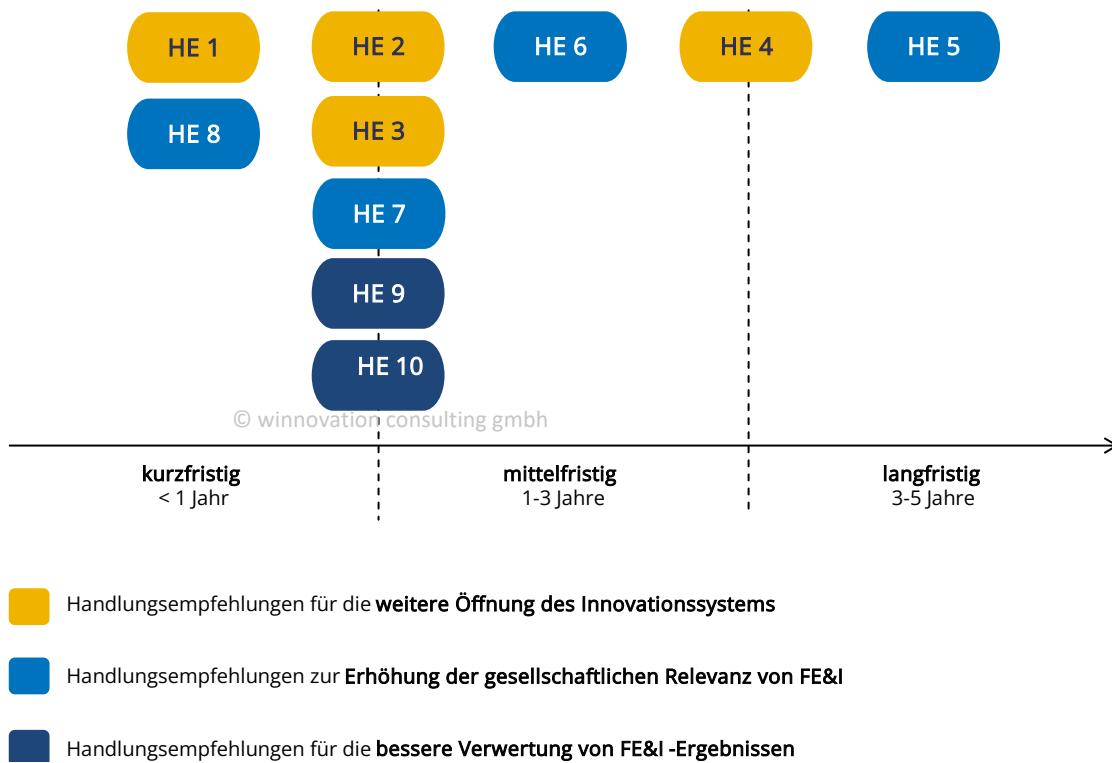 HE 1
HE 2
HE 6
HE 4
HE 5
HE 8
HE 3
HE 7
HE 9
HE 10
© winnovation consulting gmbh
kurzfristig
< 1 Jahr
mittelfristig
1-3 Jahre
langfristig
3-5 Jahre
Handlungsempfehlungen für die weitere Öffnung des Innovationssystems
Handlungsempfehlungen zur Erhöhung der gesellschaftlichen Relevanz von FE&I
Handlungsempfehlungen für die bessere Verwertung von FE&I -Ergebnissen